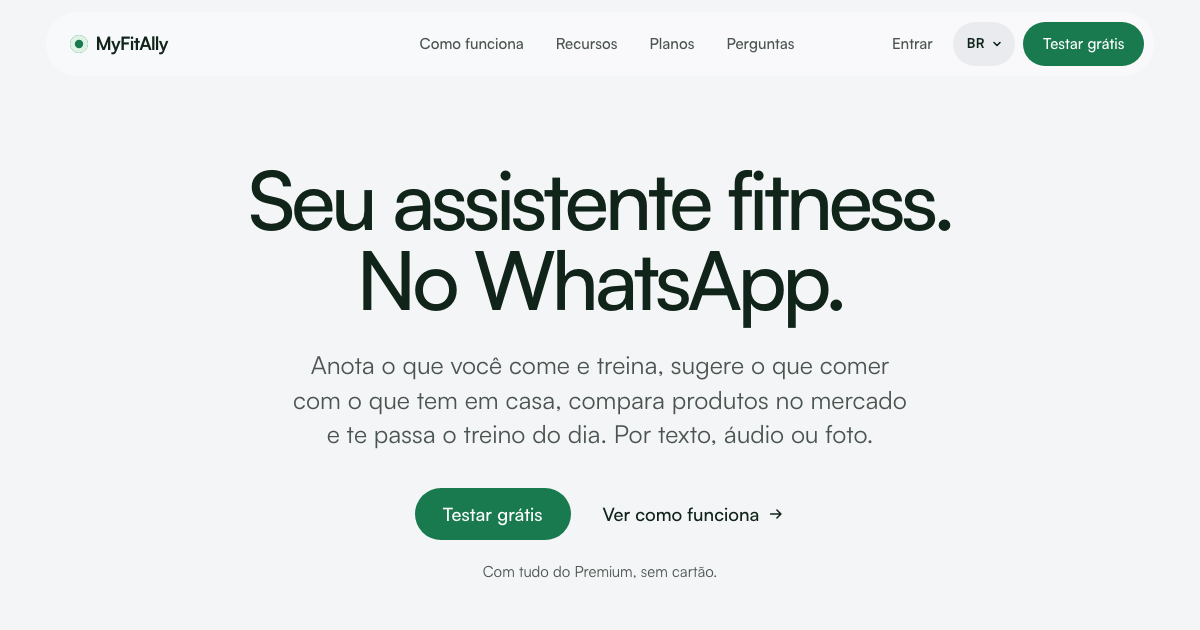 MyFitAlly
Como funciona
Recursos
Planos
Perguntas
Entrar
BR
Testar grátis
Seu assistente fitness.
No WhatsApp.
Anota o que você come e treina, sugere o que comer
com o que tem em casa, compara produtos no mercado
e te passa o treino do dia. Por texto, áudio ou foto.
Testar grátis
Ver como funciona →
Com tudo do Premium, sem cartão.